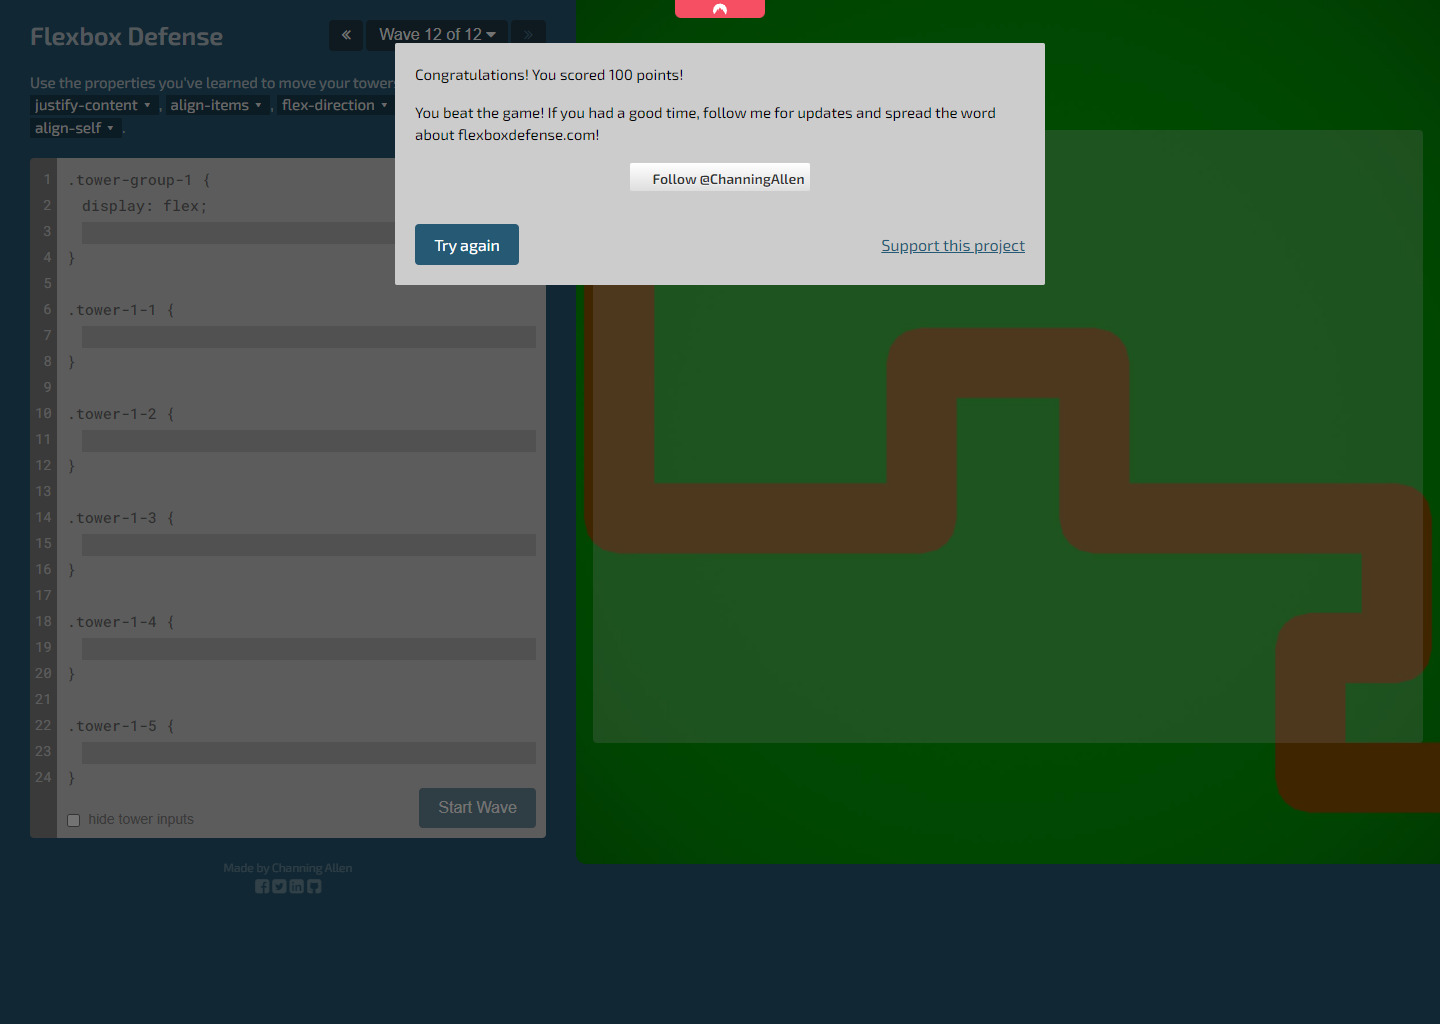 Flexbox Defense
« Wave 12 of 12 »
Use the properties you've learned to move your towers
justify-content , align-items , flex-direction
align-self .
Congratulations! You scored 100 points!
You beat the game! If you had a good time, follow me for updates and spread the word
about flexboxdefense.com!
Follow @ChanningAllen
Try again
Support this project
1 .tower-group-1 {
2 display: flex;
3
4 }
5
6 .tower-1-1 {
7
8 }
9
10 .tower-1-2 {
11
12 }
13
14 .tower-1-3 {
15
16 }
17
18 .tower-1-4 {
19
20 }
21
22 .tower-1-5 {
23
24 }
hide tower inputs
Start Wave
Made by Channing Allen